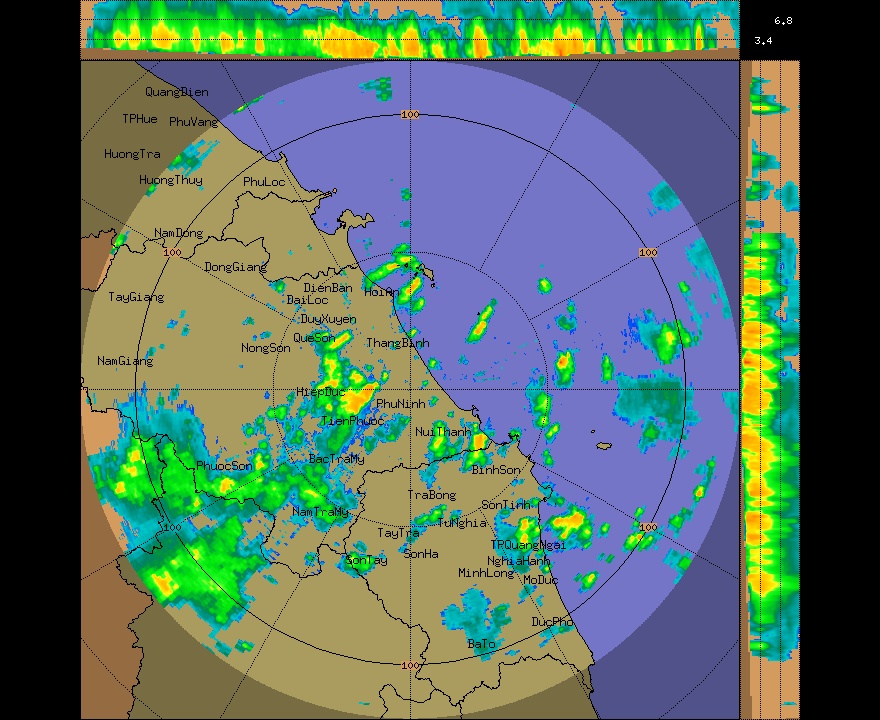 6.8
3.4
QuangDien
100
TPHue
PhuVang
HuongTra
HuongThuy
PhuLoc
NamDong
100
100
DongGiang
DienBan
HoiAn
TayGiang
DaiLoc
DuyXuyen
QueSon
ThangBinh
NongSon
NamGiang
HiepDuc
PhuNinh
TienPhuoc
NuiThanh
BacTraMy
PhuocSon
BinhSon
TraBong
SonTinh
NamTraMy
TuNghia
100
100
TayTra
TPQuangNgai
SonHa
SonTay
NghiaHanh
MinhLong
MoDuc
DucPho
BaTo
100